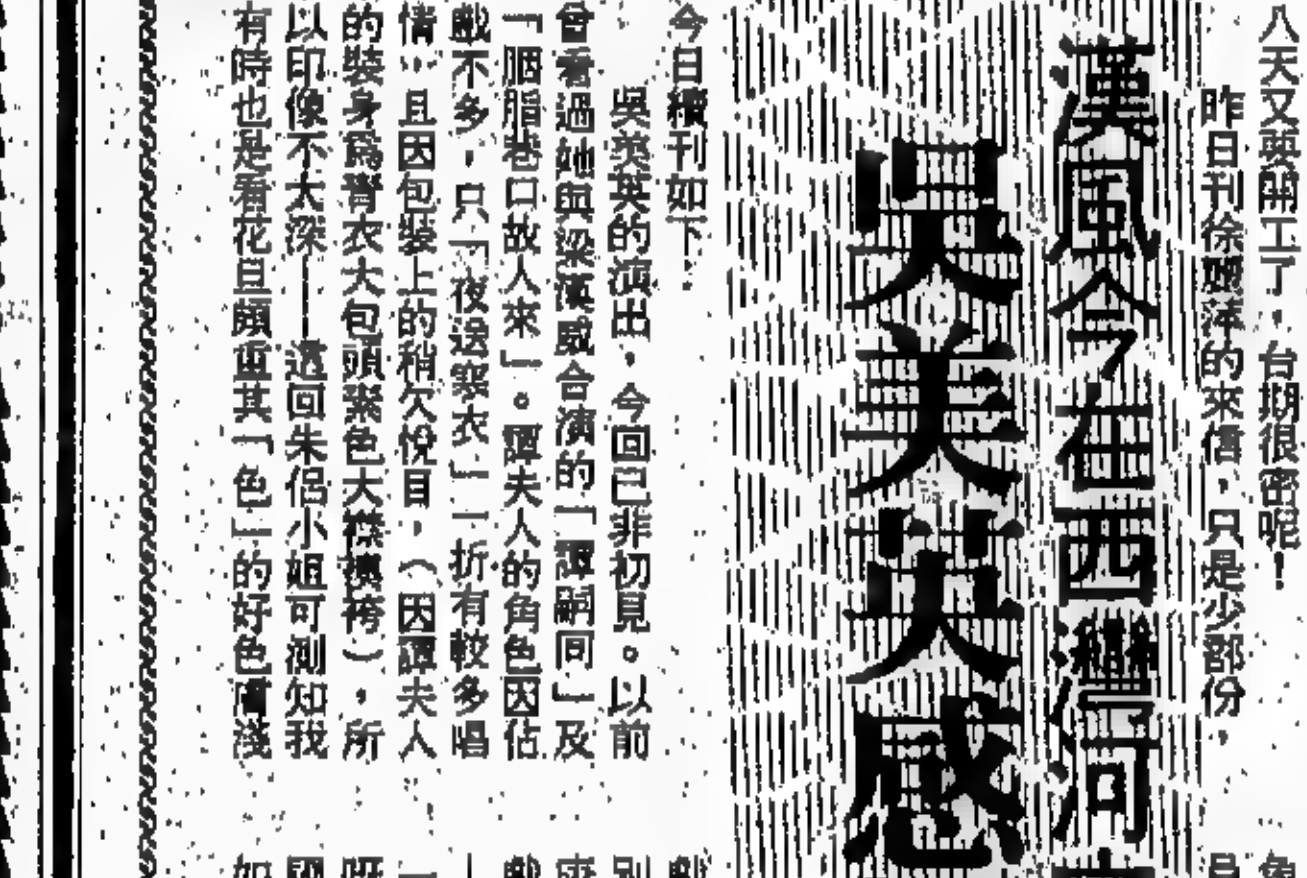 八天又要開工了，台期很密呢！
昨日刊徐婉萍的來信，只是少部份，
漢風今在西灣河
吳美英感
今日續刊如下：
吳美英的演出，今回已非初見。以前
曾看過她與梁漢威合演的「譚嗣同」及
「胭脂巷口故人來」。譚夫人的角色因佔
戲不多，只「夜送寒衣」一折有較多唱
情，且因包裝上的稍欠悅目，（因譚夫人
的裝身為青衣大包頭素色大襟攙袴），所
以印像不太深——這回朱侶小姐可測知我
有時也是看花旦頗重其「色」的好色膚淺